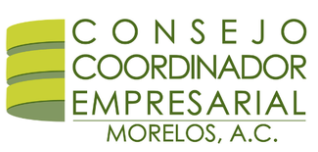 CONSEJO
COORDINADOR
EMPRESARIAL
MORELOS, A.C.